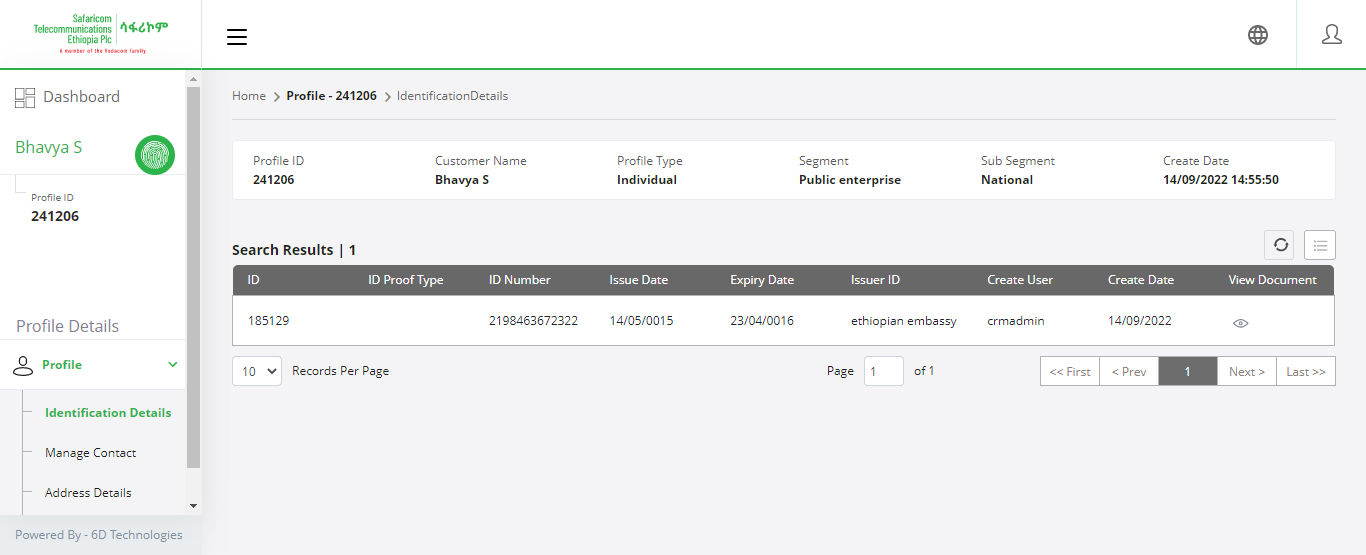 Safaricom
Telecommunications
Ethiopia Plc
ሳፋሪኮም
A member of the Vodacom family
Dashboard
Bhavya S
Profile ID
241206
Profile Details
Profile
Identification Details
Manage Contact
Address Details
Powered By - 6D Technologies
Home > Profile - 241206 > IdentificationDetails
Profile ID Customer Name Profile Type Segment Sub Segment Create Date
241206 Bhavya S Individual Public enterprise National 14/09/2022 14:55:50
Search Results | 1
ID ID Proof Type ID Number Issue Date Expiry Date Issuer ID Create User Create Date View Document
185129 2198463672322 14/05/0015 23/04/0016 ethiopian embassy crmadmin 14/09/2022
10 Records Per Page Page 1 of 1 << First < Prev 1 Next > Last >>